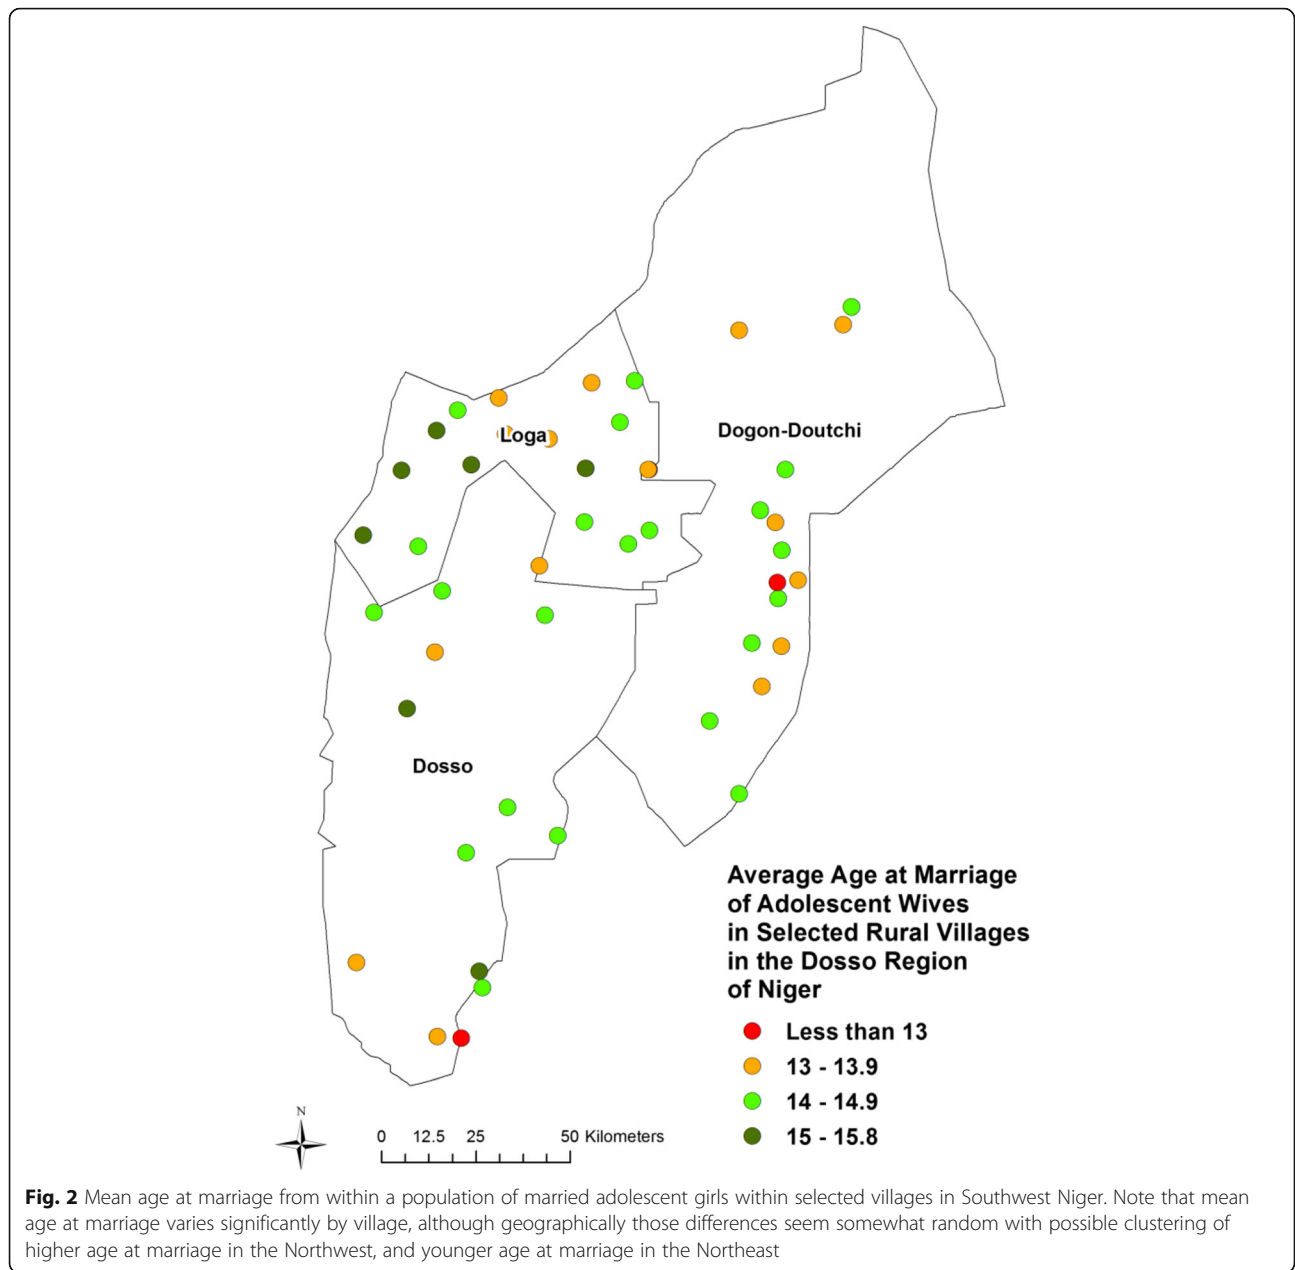 Loga
Dogon-Doutchi
Dosso
Average Age at Marriage
of Adolescent Wives
in Selected Rural Villages
in the Dosso Region
of Niger
Less than 13
13 - 13.9
14 - 14.9
15 - 15.8
N
0 12.5 25 50 Kilometers
Fig. 2 Mean age at marriage from within a population of married adolescent girls within selected villages in Southwest Niger. Note that mean
age at marriage varies significantly by village, although geographically those differences seem somewhat random with possible clustering of
higher age at marriage in the Northwest, and younger age at marriage in the Northeast